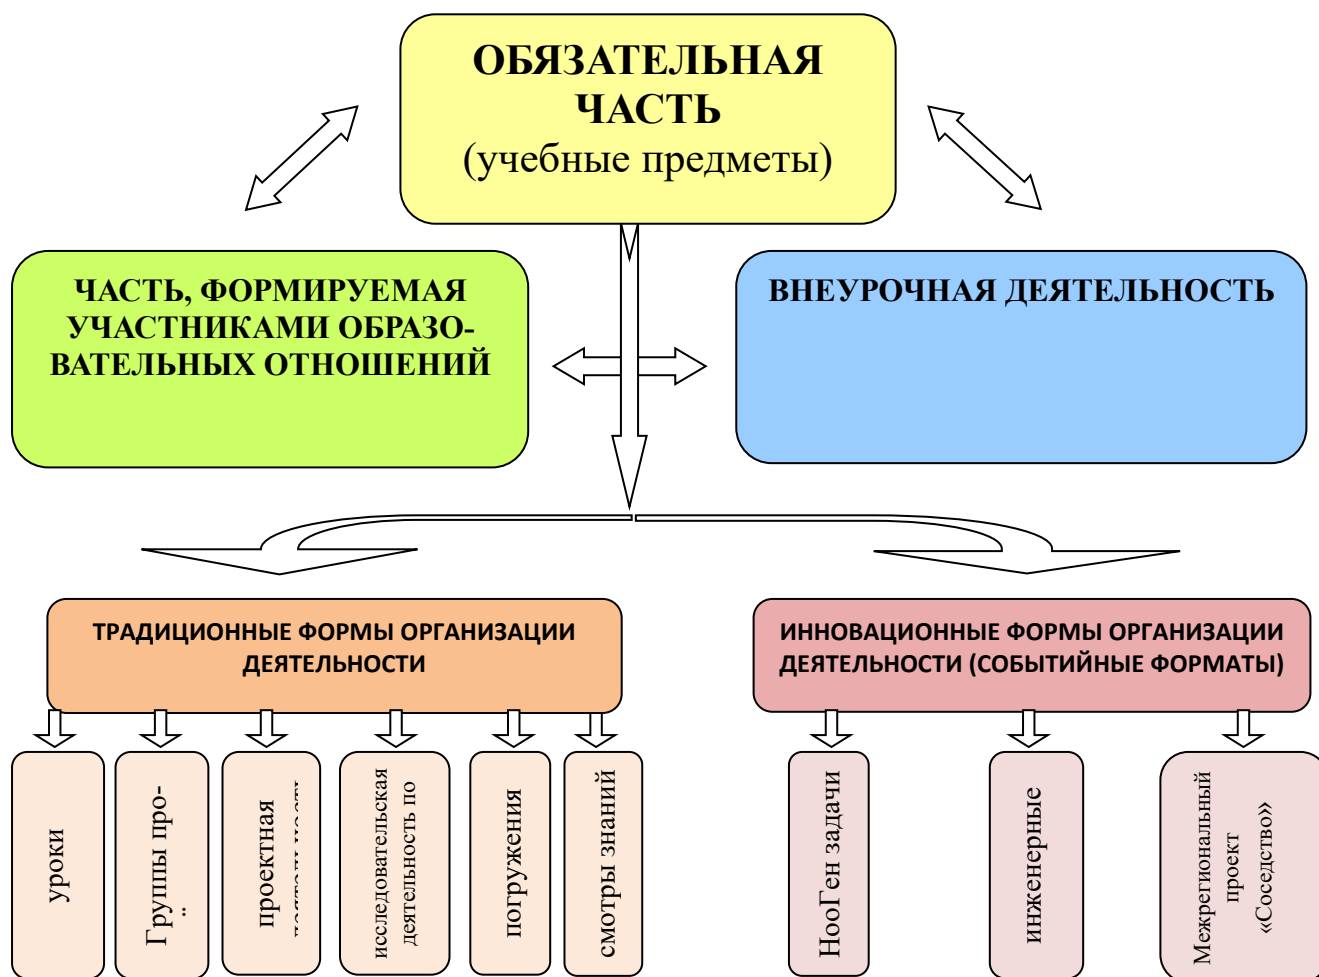 ОБЯЗАТЕЛЬНАЯ
ЧАСТЬ
(учебные предметы)
ЧАСТЬ, ФОРМИРУЕМАЯ
УЧАСТНИКАМИ ОБРАЗО-
ВАТЕЛЬНЫХ ОТНОШЕНИЙ
ВНЕУРОЧНАЯ ДЕЯТЕЛЬНОСТЬ
ТРАДИЦИОННЫЕ ФОРМЫ ОРГАНИЗАЦИИ
ДЕЯТЕЛЬНОСТИ
ИННОВАЦИОННЫЕ ФОРМЫ ОРГАНИЗАЦИИ
ДЕЯТЕЛЬНОСТИ (СОБЫТИЙНЫЕ ФОРМАТЫ)
уроки
Группы про-
проектная
исследовательская
деятельность по
погружения
смотры знаний
НооГен задачи
инженерные
Межрегиональный
проект
«Соседство»